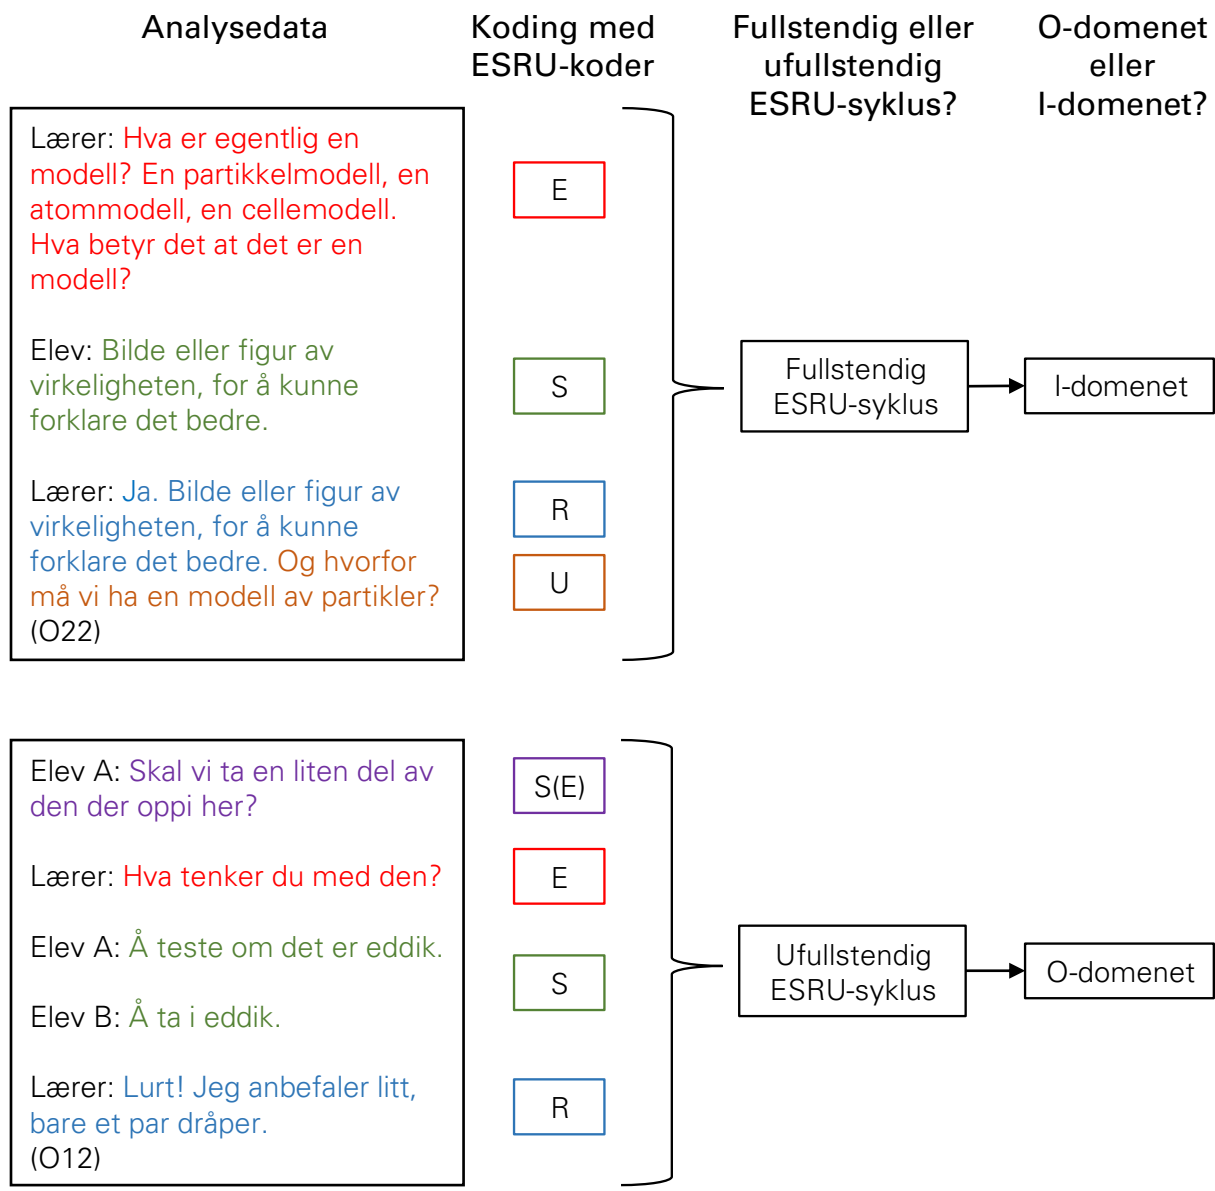 Analysedata
Koding med
ESRU-koder
Fullstendig eller
ufullstendig
ESRU-syklus?
O-domenet
eller
I-domenet?
Lærer: Hva er egentlig en
modell? En partikkelmodell, en
atommodell, en cellemodell.
Hva betyr det at det er en
modell?
Elev: Bilde eller figur av
virkeligheten, for å kunne
forklare det bedre.
Lærer: Ja. Bilde eller figur av
virkeligheten, for å kunne
forklare det bedre. Og hvorfor
må vi ha en modell av partikler?
(O22)
E
S
R
U
Fullstendig
ESRU-syklus
I-domenet
Elev A: Skal vi ta en liten del av
den der oppi her?
Lærer: Hva tenker du med den?
Elev A: Å teste om det er eddik.
Elev B: Å ta i eddik.
Lærer: Lurt! Jeg anbefaler litt,
bare et par dråper.
(O12)
S(E)
E
S
R
Ufullstendig
ESRU-syklus
O-domenet